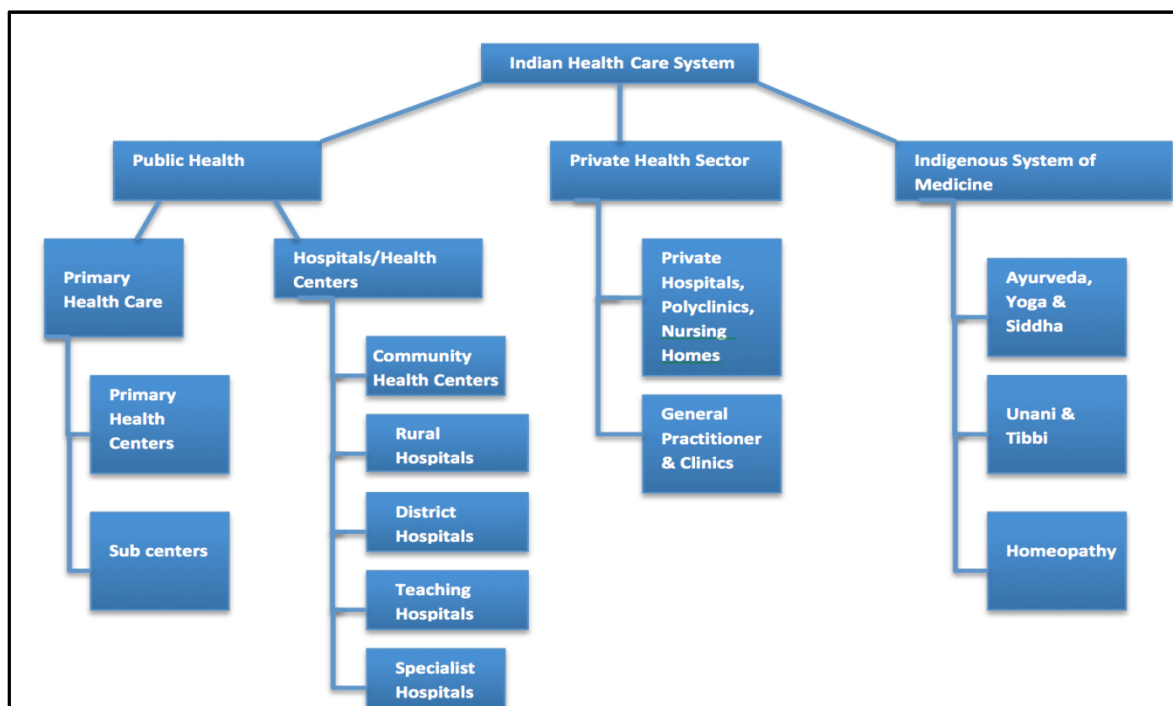 Indian Health Care System
Public Health
Private Health Sector
Indigenous System of
Medicine
Primary
Health Care
Hospitals/Health
Centers
Private
Hospitals,
Polyclinics,
Nursing
Homes
Ayurveda,
Yoga &
Siddha
Primary
Health
Centers
Community
Health Centers
General
Practitioner
& Clinics
Unani &
Tibbi
Rural
Hospitals
Sub centers
District
Hospitals
Homeopathy
Teaching
Hospitals
Specialist
Hospitals